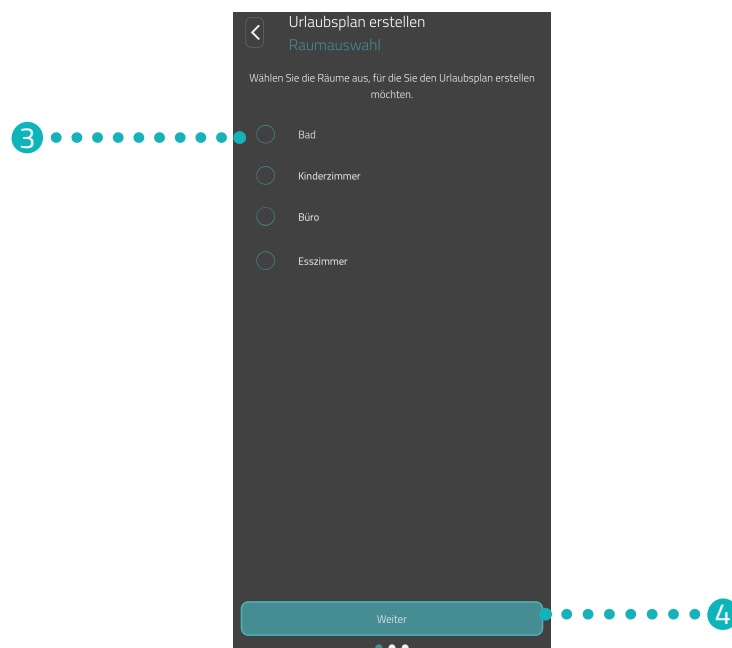 Urlaubsplan erstellen
Raumauswahl
Wählen Sie die Räume aus, für die Sie den Urlaubsplan erstellen
möchten.
3
Bad
Kinderzimmer
Büro
Esszimmer
Weiter
4